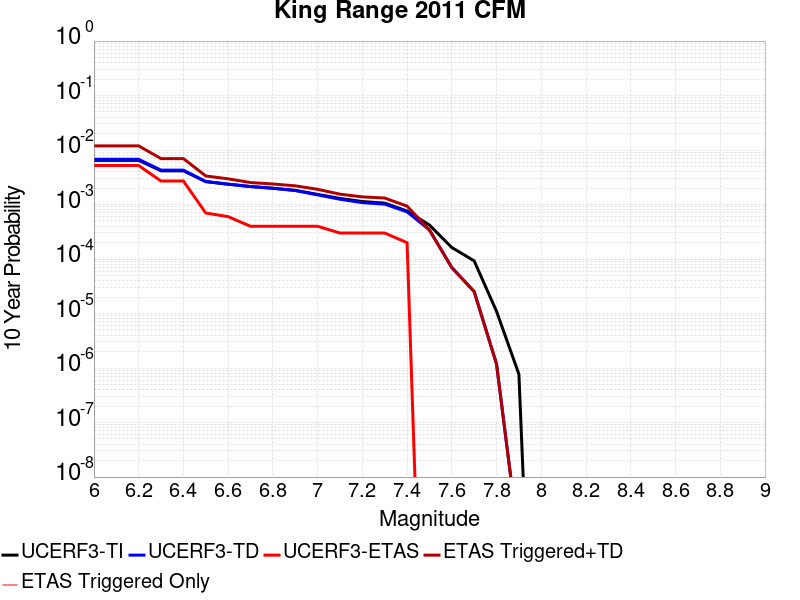 King Range 2011 CFM
10^0
10^-1
10^-2
10^-3
10^-4
10^-5
10^-6
10^-7
10^-8
10 Year Probability
6 6.2 6.4 6.6 6.8 7 7.2 7.4 7.6 7.8 8 8.2 8.4 8.6 8.8 9
Magnitude
UCERF3-TI UCERF3-TD UCERF3-ETAS ETAS Triggered+TD
ETAS Triggered Only